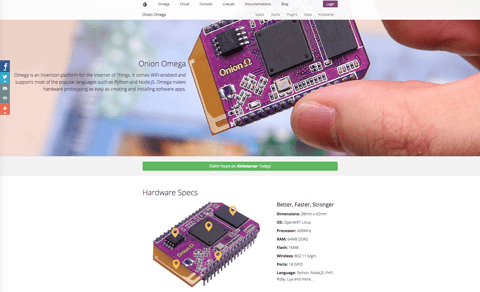 Omega Cloud Console LiveLab Documentations Blog Login
Onion Omega Specs Docks Plug'n Apps Kickstarter
Onion Omega
Omega is an invention platform for the Internet of Things. It comes WiFi-enabled and
supports most of the popular languages such as Python and Node.JS. Omega makes
hardware prototyping as easy as creating and installing software apps.
Onion Ω
Claim Yours on Kickstarter Today!
Hardware Specs
Better, Faster, Stronger
Dimensions: 28mm x 42mm
OS: OpenWRT Linux
Processor: 400MHz
RAM: 64MB DDR2
Flash: 16MB
Wireless: 802.11 b/g/n
Ports: 18 GPIO
Language: Python, Node.JS, PHP,
Ruby, Lua and more...